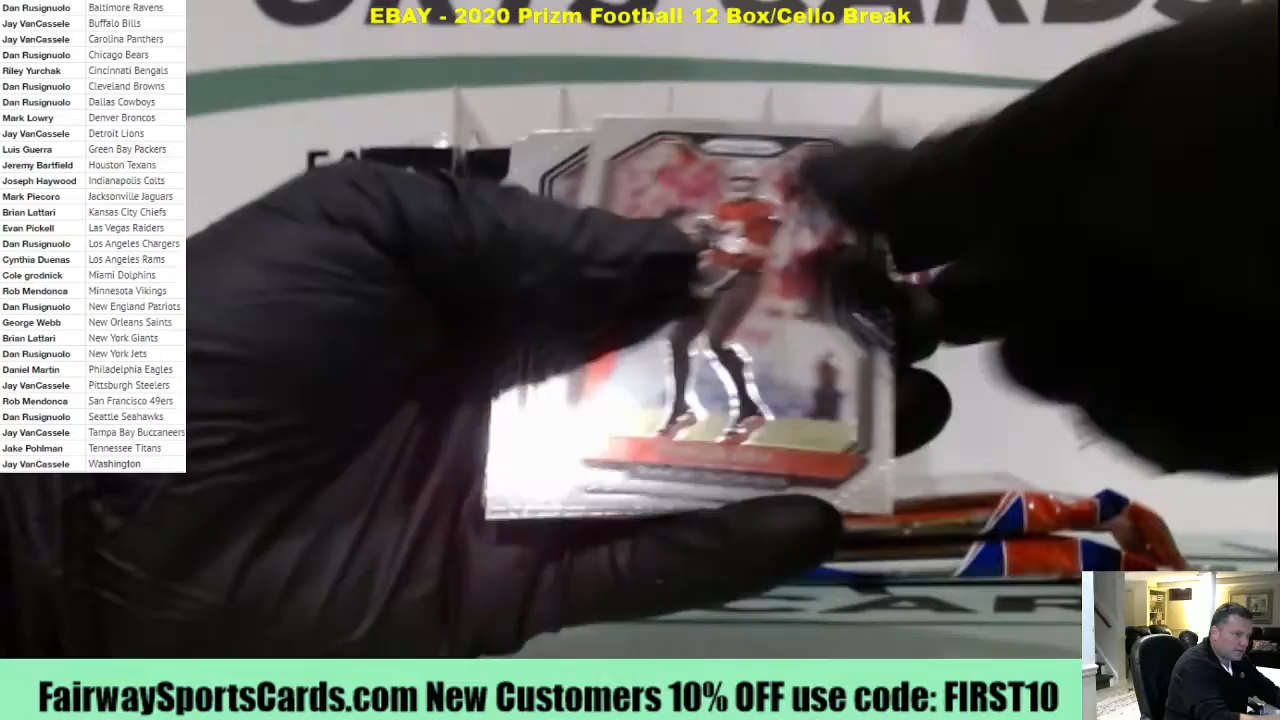 EBAY - 2020 Prizm Football 12 Box/Cello Break
Dan Rusignuolo Baltimore Ravens
Jay VanCassele Buffalo Bills
Jay VanCassele Carolina Panthers
Dan Rusignuolo Chicago Bears
Riley Yurchak Cincinnati Bengals
Dan Rusignuolo Cleveland Browns
Dan Rusignuolo Dallas Cowboys
Mark Lowry Denver Broncos
Jay VanCassele Detroit Lions
Luis Guerra Green Bay Packers
Jeremy Bartfield Houston Texans
Joseph Haywood Indianapolis Colts
Mark Piecoro Jacksonville Jaguars
Brian Lattari Kansas City Chiefs
Evan Pickell Las Vegas Raiders
Dan Rusignuolo Los Angeles Chargers
Cynthia Duenas Los Angeles Rams
Cole grodnick Miami Dolphins
Rob Mendonca Minnesota Vikings
Dan Rusignuolo New England Patriots
George Webb New Orleans Saints
Brian Lattari New York Giants
Dan Rusignuolo New York Jets
Daniel Martin Philadelphia Eagles
Jay VanCassele Pittsburgh Steelers
Rob Mendonca San Francisco 49ers
Dan Rusignuolo Seattle Seahawks
Jay VanCassele Tampa Bay Buccaneers
Jake Pohlman Tennessee Titans
Jay VanCassele Washington
FairwaySportsCards.com New Customers 10% OFF use code: FIRST10